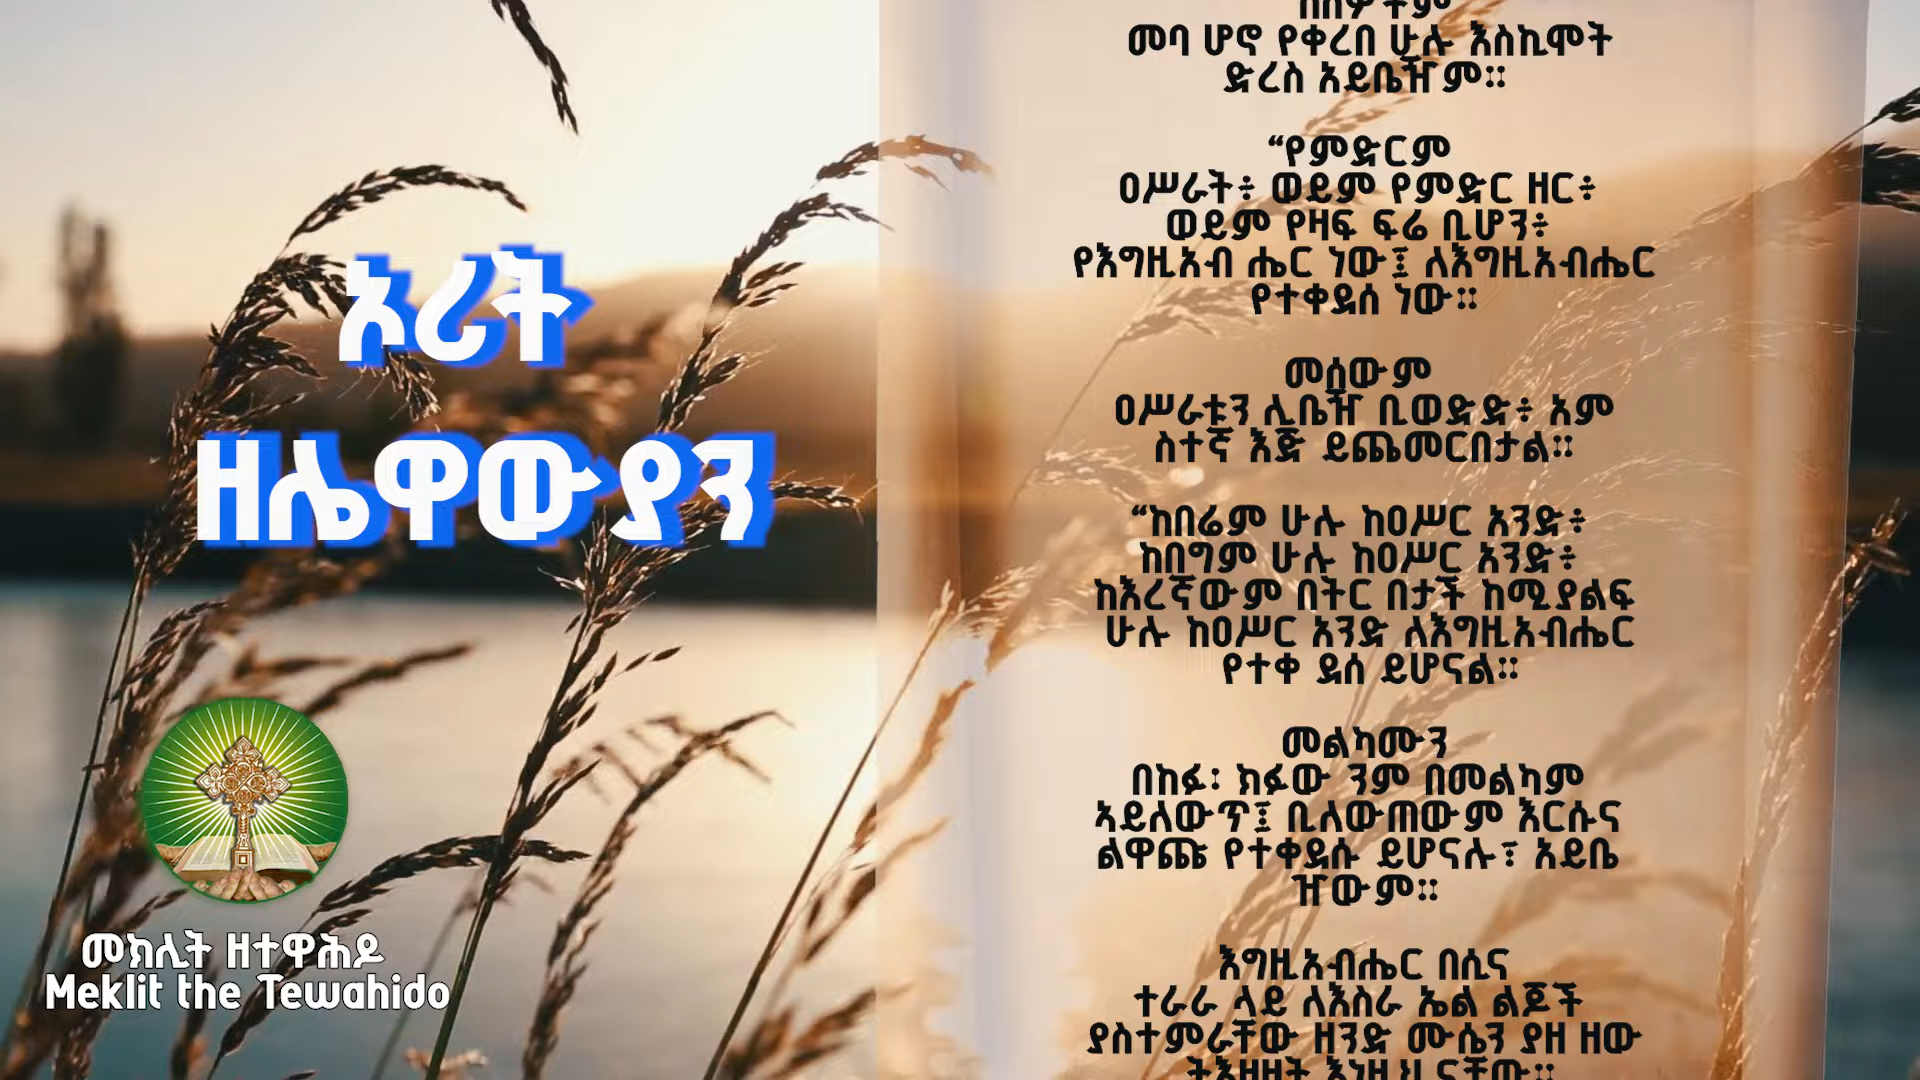 ኦሪት
ዘሌዋውያን
መክሊት ዘተዋሕዶ
Meklit the Tewahido
መባ ሆኖ የቀረበ ሁሉ እስኪሞት
ድረስ አይቤዥም።
“የምድርም
ዐሥራት፥ ወይም የምድር ዘር፥
ወይም የዛፍ ፍሬ ቢሆን፥
የእግዚአብ ሔር ነው፤ ለእግዚአብሔር
የተቀደሰ ነው።
መሰውም
ዐሥራቱን ሊቤዥ ቢወድድ፥ አም
ስተኛ እጅ ይጨመርበታል።
“ከበሬም ሁሉ ከዐሥር አንድ፥
ከበግም ሁሉ ከዐሥር አንድ፥
ከእረኛውም በትር በታች ከሚያልፍ
ሁሉ ከዐሥር አንድ ለእግዚአብሔር
የተቀ ደሰ ይሆናል።
መልካሙን
በከፉ፡ ክፉው ንም በመልካም
ኣይለውጥ፤ ቢለውጠውም እርሱና
ልዋጩ የተቀደሱ ይሆናሉ፣ አይቤ
ዠውም።
እግዚአብሔር በሲና
ተራራ ላይ ለእስራ ኤል ልጆች
ያስተምራቸው ዘንድ ሙሴን ያዘ ዘው